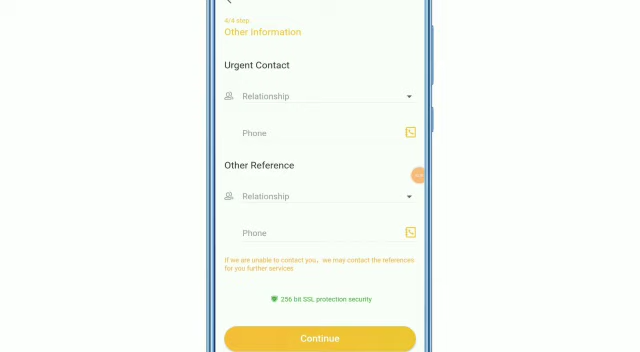 4/4 step
Other Information
Urgent Contact
Relationship
Phone
Other Reference
Relationship
Phone
If we are unable to contact you, we may contact the references
for you further services
256 bit SSL protection security
Continue